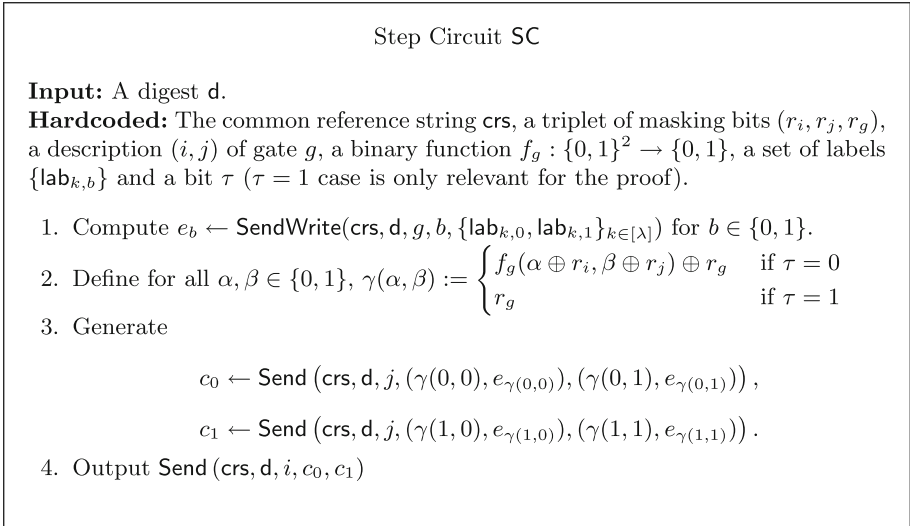 Step Circuit SC
Input: A digest d.
Hardcoded: The common reference string crs, a triplet of masking bits (r_i, r_j, r_g),
a description (i, j) of gate g, a binary function f_g : {0, 1}^2 → {0, 1}, a set of labels
{lab_{k,b}} and a bit τ (τ = 1 case is only relevant for the proof).
1. Compute e_b ← SendWrite(crs, d, g, b, {lab_{k,0}, lab_{k,1}}_{k∈[λ]}) for b ∈ {0, 1}.
2. Define for all α, β ∈ {0, 1}, γ(α, β) := { f_g(α ⊕ r_i, β ⊕ r_j) ⊕ r_g if τ = 0
r_g if τ = 1
3. Generate
c_0 ← Send (crs, d, j, (γ(0, 0), e_{γ(0,0)}), (γ(0, 1), e_{γ(0,1)})) ,
c_1 ← Send (crs, d, j, (γ(1, 0), e_{γ(1,0)}), (γ(1, 1), e_{γ(1,1)})) .
4. Output Send (crs, d, i, c_0, c_1)